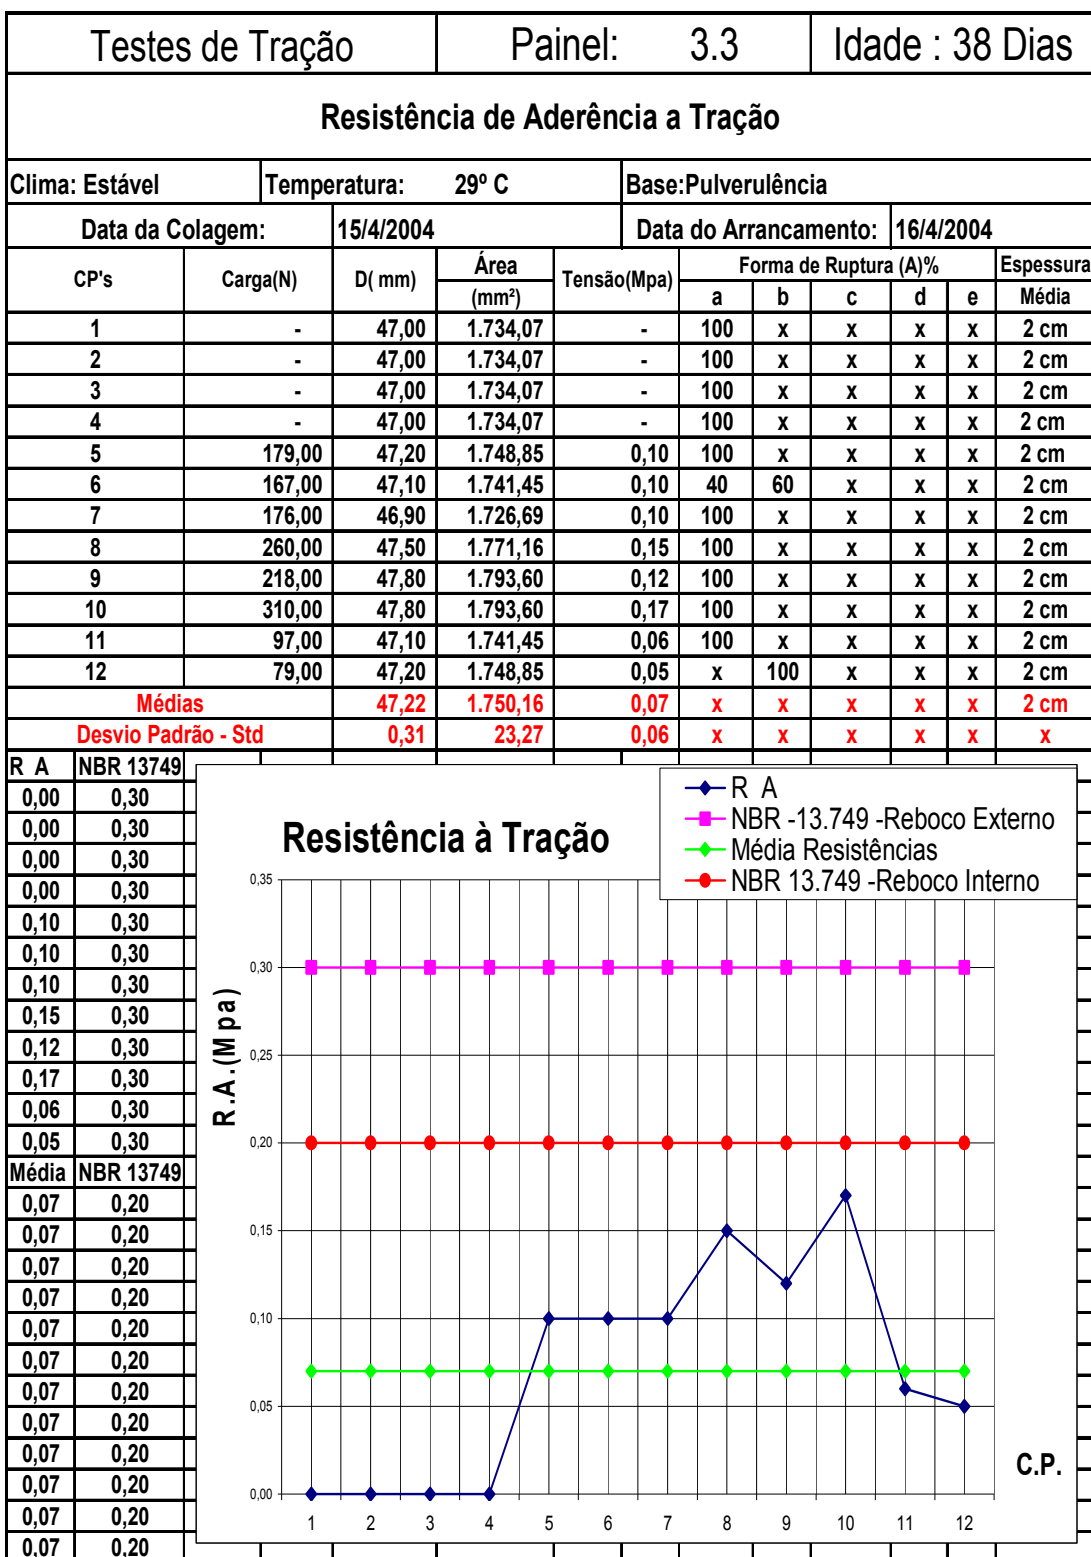 Testes de Tração Painel: 3.3 Idade : 38 Dias
Resistência de Aderência a Tração
Clima: Estável Temperatura: 29º C Base:Pulverulência
Data da Colagem: 15/4/2004 Data do Arrancamento: 16/4/2004
CP's Carga(N) D( mm) Área Tensão(Mpa) Forma de Ruptura (A)% Espessura
(mm²) a b c d e Média
1 - 47,00 1.734,07 - 100 x x x x 2 cm
2 - 47,00 1.734,07 - 100 x x x x 2 cm
3 - 47,00 1.734,07 - 100 x x x x 2 cm
4 - 47,00 1.734,07 - 100 x x x x 2 cm
5 179,00 47,20 1.748,85 0,10 100 x x x x 2 cm
6 167,00 47,10 1.741,45 0,10 40 60 x x x 2 cm
7 176,00 46,90 1.726,69 0,10 100 x x x x 2 cm
8 260,00 47,50 1.771,16 0,15 100 x x x x 2 cm
9 218,00 47,80 1.793,60 0,12 100 x x x x 2 cm
10 310,00 47,80 1.793,60 0,17 100 x x x x 2 cm
11 97,00 47,10 1.741,45 0,06 100 x x x x 2 cm
12 79,00 47,20 1.748,85 0,05 x 100 x x x 2 cm
Médias 47,22 1.750,16 0,07 x x x x x 2 cm
Desvio Padrão - Std 0,31 23,27 0,06 x x x x x x
R A NBR 13749
0,00 0,30
0,00 0,30
0,00 0,30
0,00 0,30
0,10 0,30
0,10 0,30
0,10 0,30
0,15 0,30
0,12 0,30
0,17 0,30
0,06 0,30
0,05 0,30
Média NBR 13749
0,07 0,20
0,07 0,20
0,07 0,20
0,07 0,20
0,07 0,20
0,07 0,20
0,07 0,20
0,07 0,20
0,07 0,20
0,07 0,20
0,07 0,20
0,07 0,20
Resistência à Tração
R A
NBR -13.749 -Reboco Externo
Média Resistências
NBR 13.749 -Reboco Interno
R.A.(Mpa)
0,35
0,30
0,25
0,20
0,15
0,10
0,05
0,00
1 2 3 4 5 6 7 8 9 10 11 12
C.P.